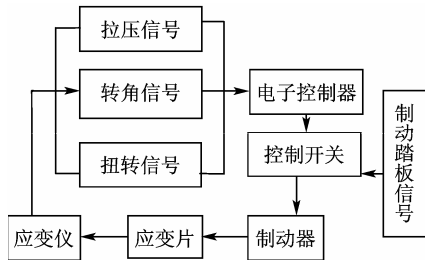 拉压信号
转角信号
扭转信号
电子控制器
控制开关
制动踏板信号
应变仪
应变片
制动器